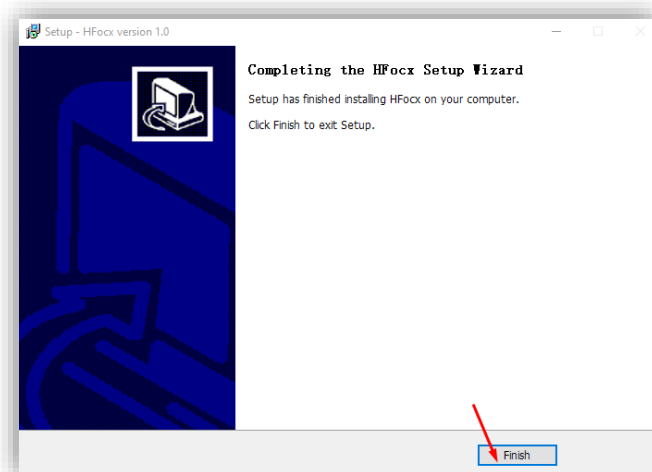 Setup - HFocx version 1.0
Completing the HFocx Setup Wizard
Setup has finished installing HFocx on your computer.
Click Finish to exit Setup.
Finish